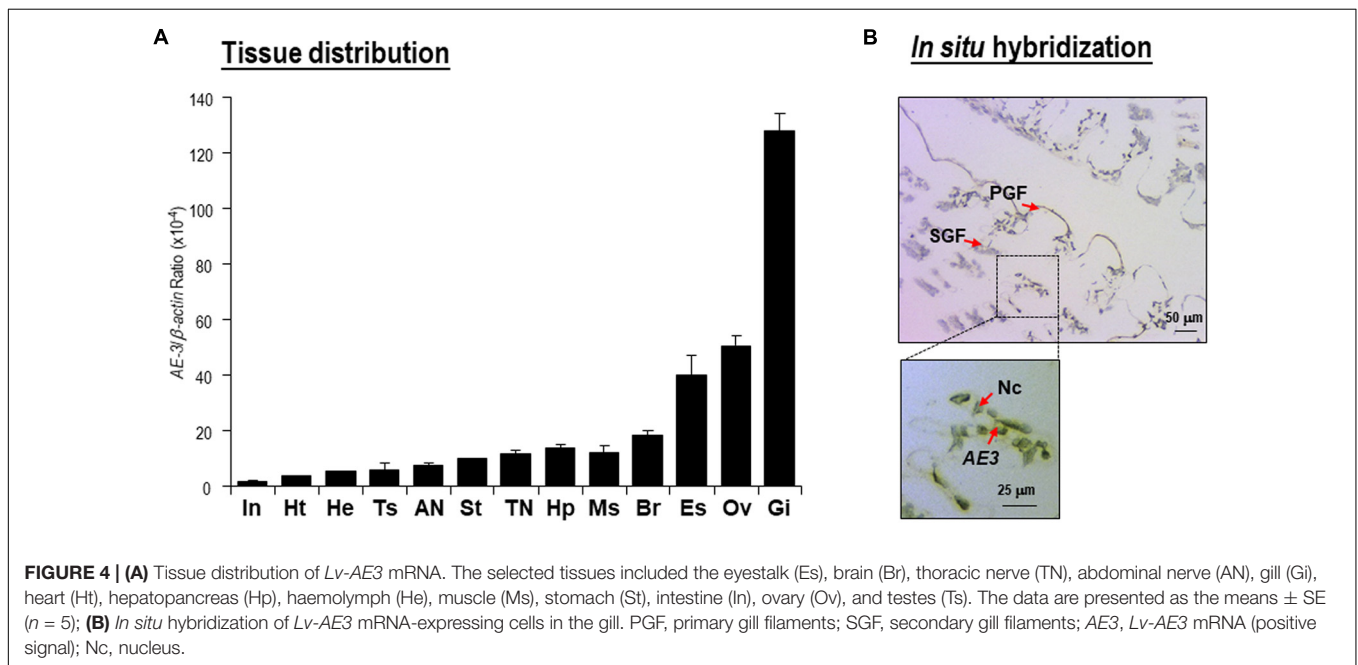 A
Tissue distribution
140
120
100
80
60
40
20
0
AE-3/β-actin Ratio (x10⁻⁴)
In Ht He Ts AN St TN Hp Ms Br Es Ov Gi
B
In situ hybridization
PGF
SGF
50 μm
Nc
AE3
25 μm
FIGURE 4 | (A) Tissue distribution of Lv-AE3 mRNA. The selected tissues included the eyestalk (Es), brain (Br), thoracic nerve (TN), abdominal nerve (AN), gill (Gi),
heart (Ht), hepatopancreas (Hp), haemolymph (He), muscle (Ms), stomach (St), intestine (In), ovary (Ov), and testes (Ts). The data are presented as the means ± SE
(n = 5); (B) In situ hybridization of Lv-AE3 mRNA-expressing cells in the gill. PGF, primary gill filaments; SGF, secondary gill filaments; AE3, Lv-AE3 mRNA (positive
signal); Nc, nucleus.